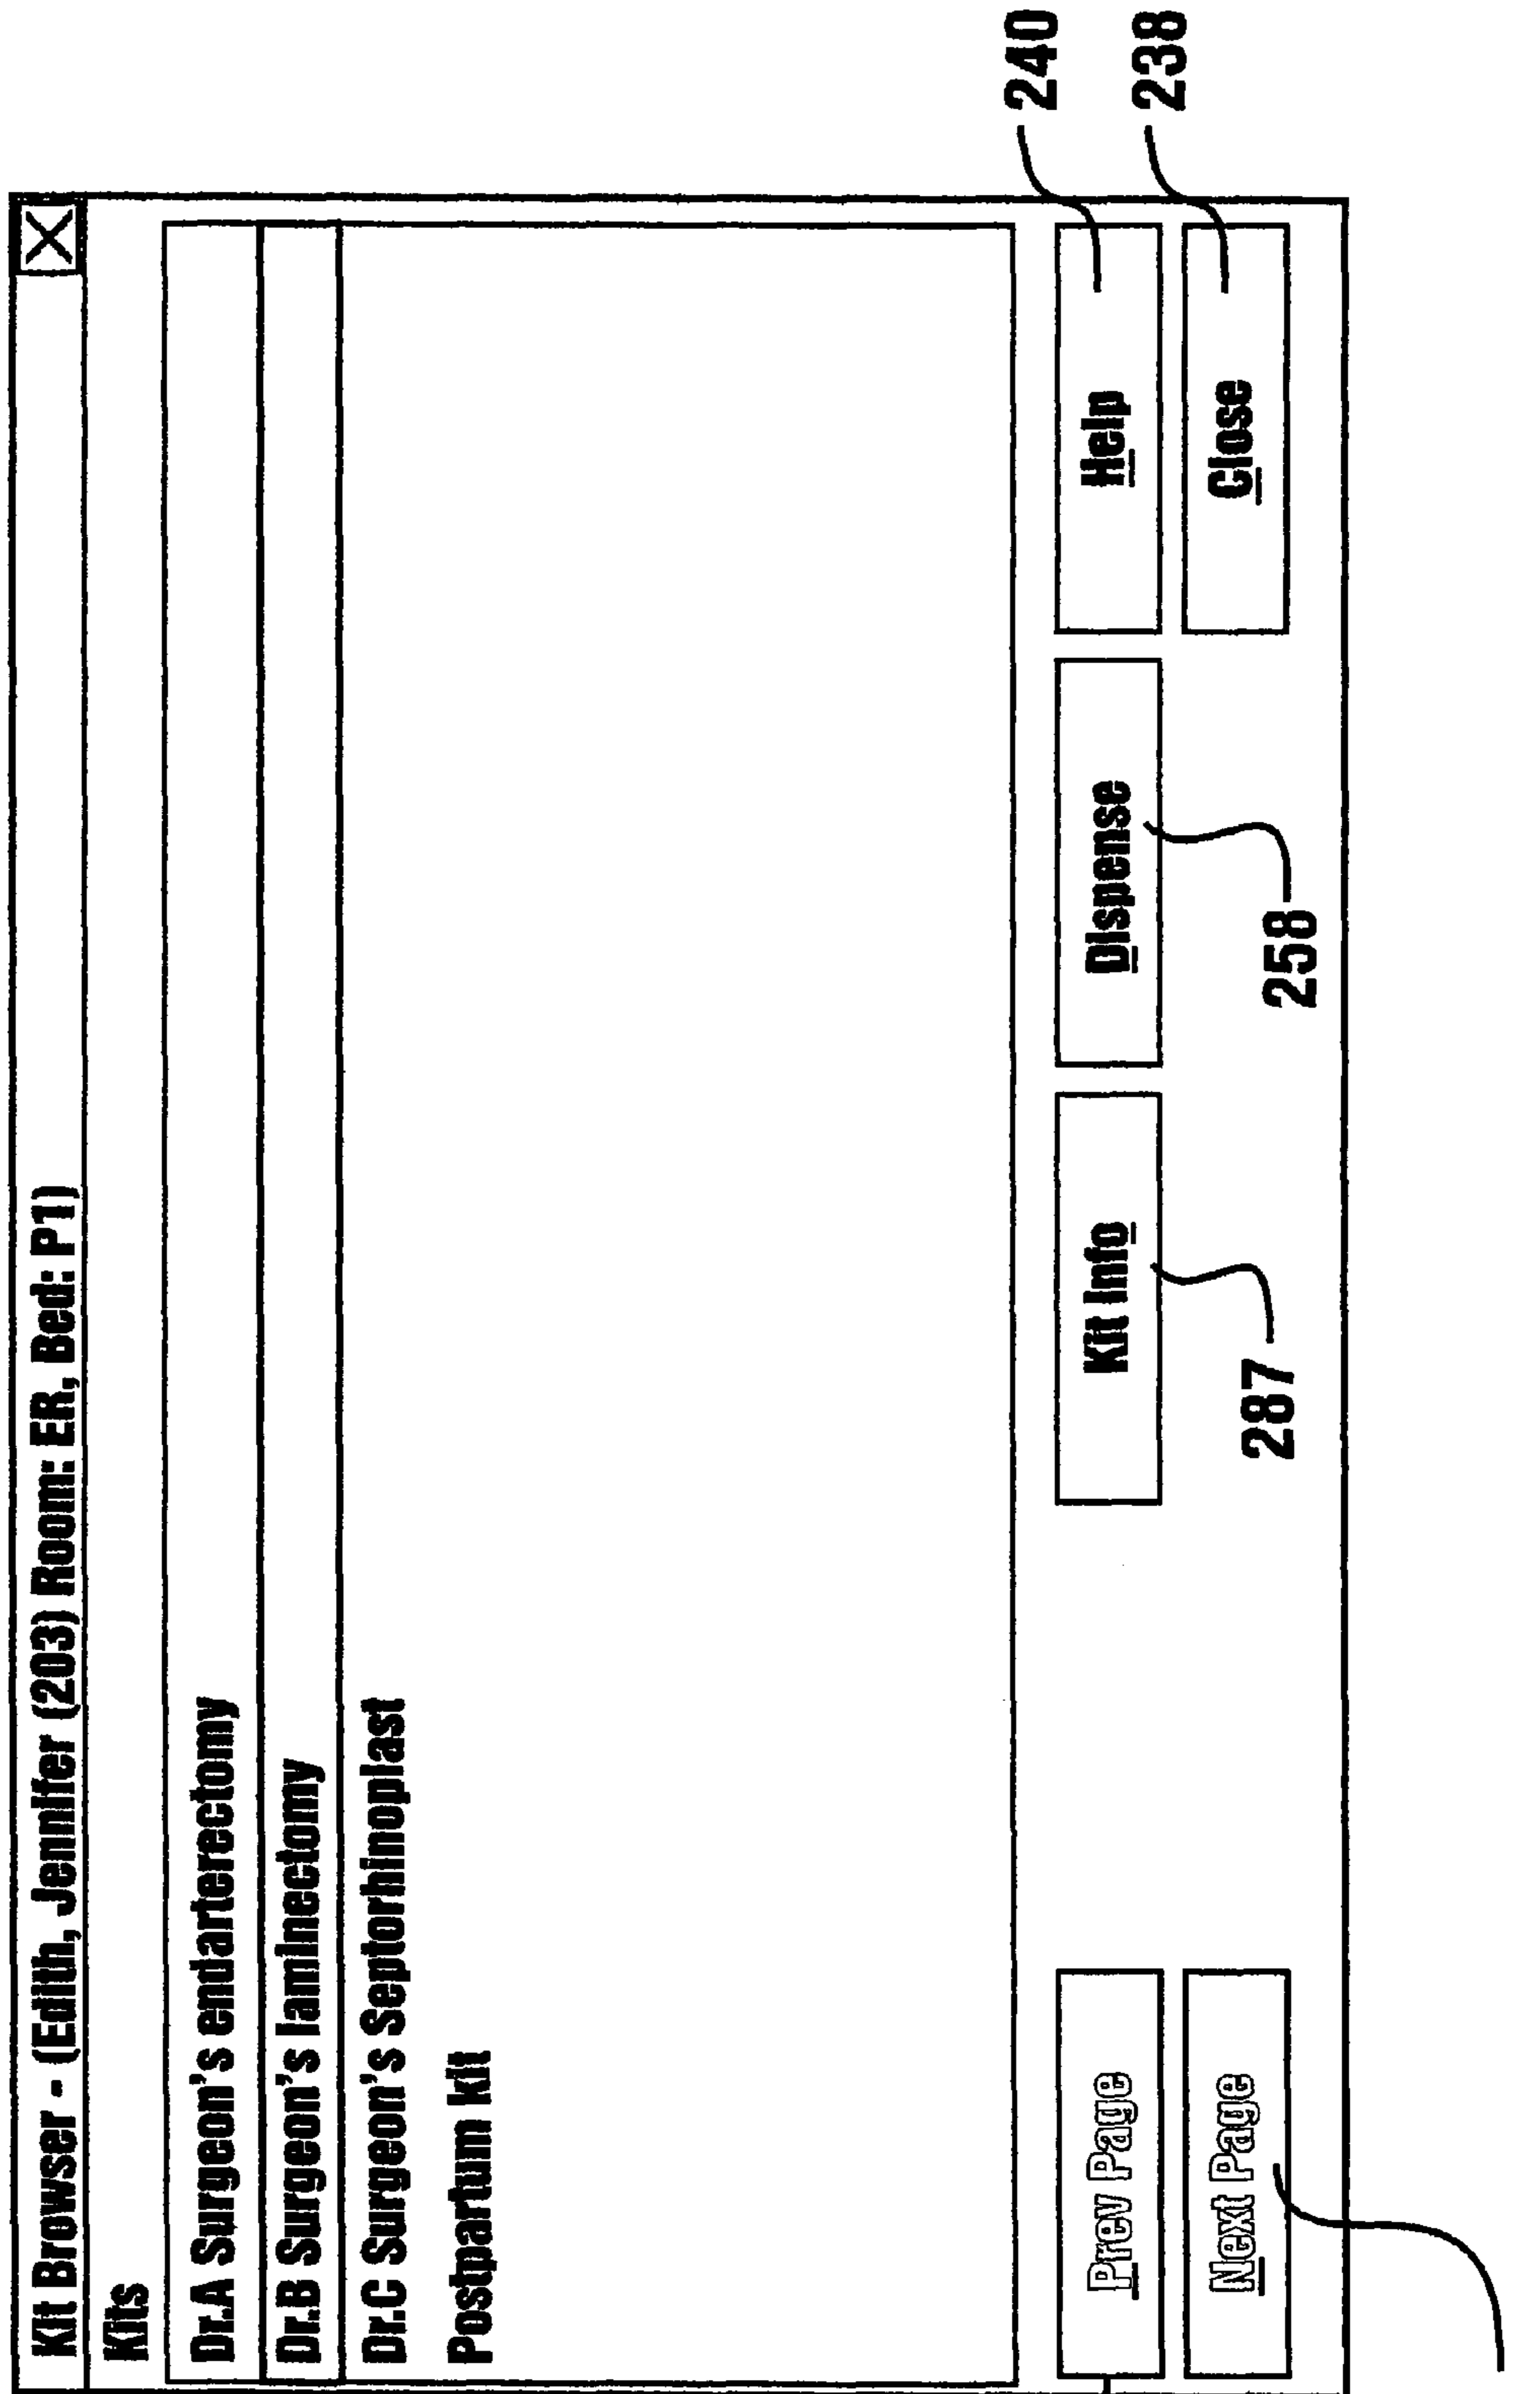 Kit Browser - (Edith, Jennifer (203) Room: ER, Bed: P1)
Kits
Dr.A Surgeon's endarterectomy
Dr.B Surgeon's laminectomy
Dr.C Surgeon's Septorhinoplast
Postpartum kit
Prev Page
Kit Info
Dispense
Help
240
Next Page
Close
238
287
258